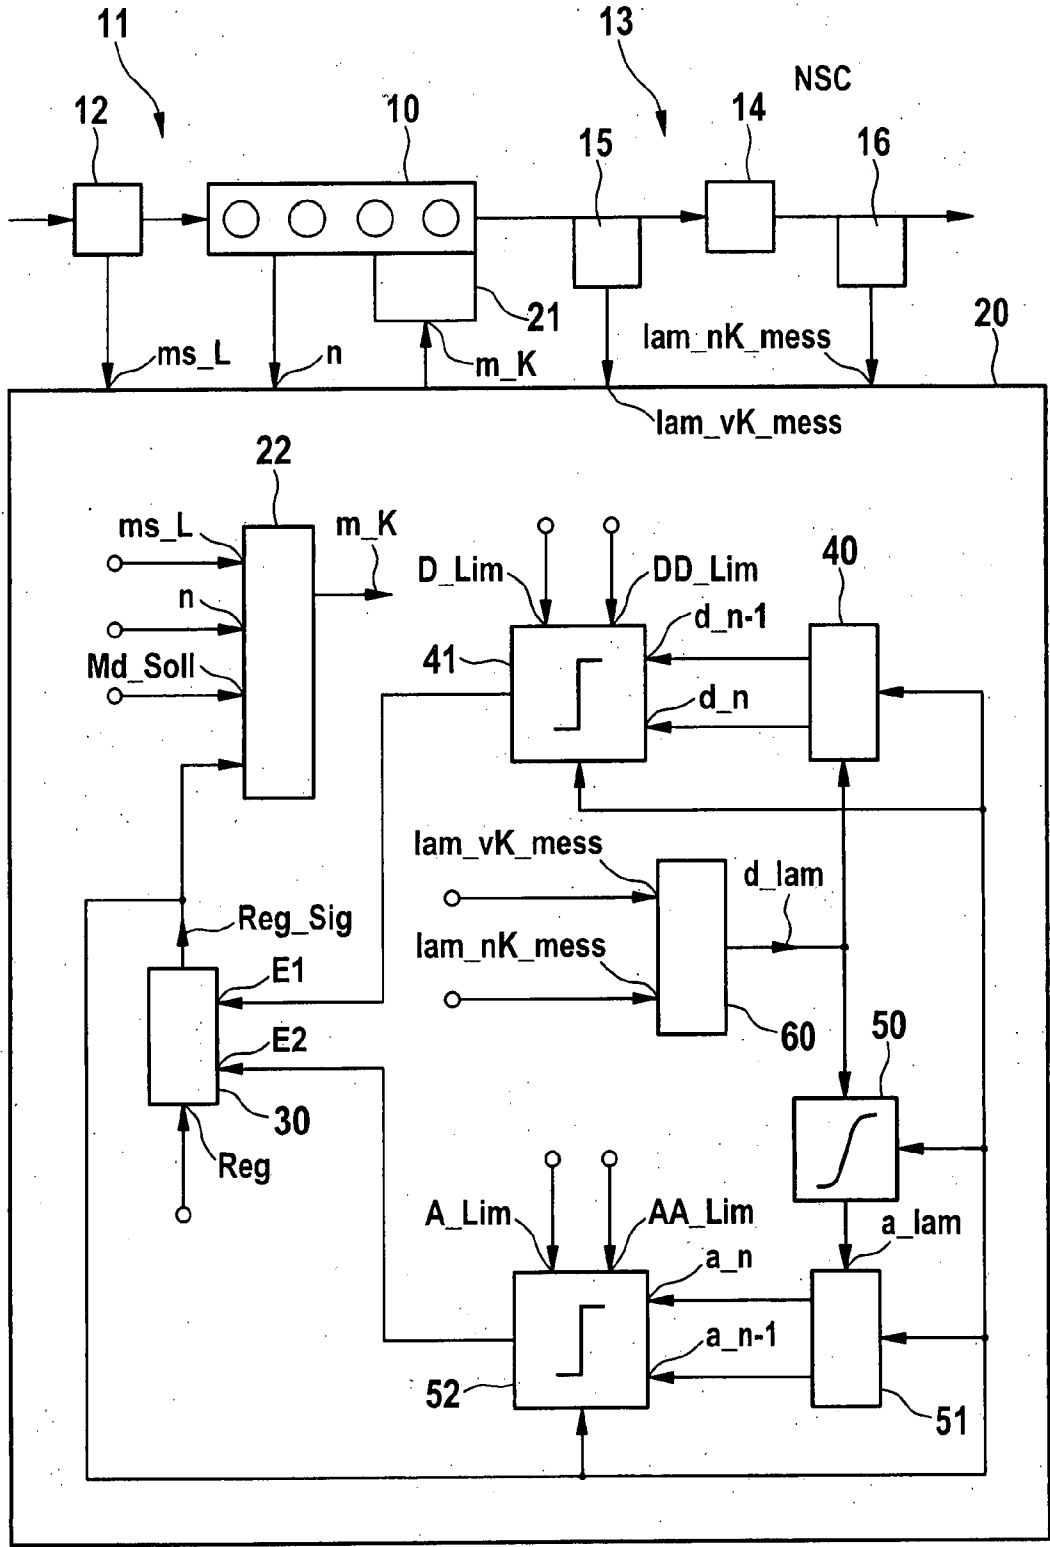 11
13
NSC
12
10
15
14
16
21
20
ms_L
n
m_K
lam_nK_mess
lam_vK_mess
22
ms_L
m_K
n
Md_Soll
D_Lim
DD_Lim
40
d_n-1
41
d_n
lam_vK_mess
d_lam
Reg_Sig
lam_nK_mess
E1
E2
60
50
30
Reg
A_Lim
AA_Lim
a_lam
a_n
a_n-1
52
51